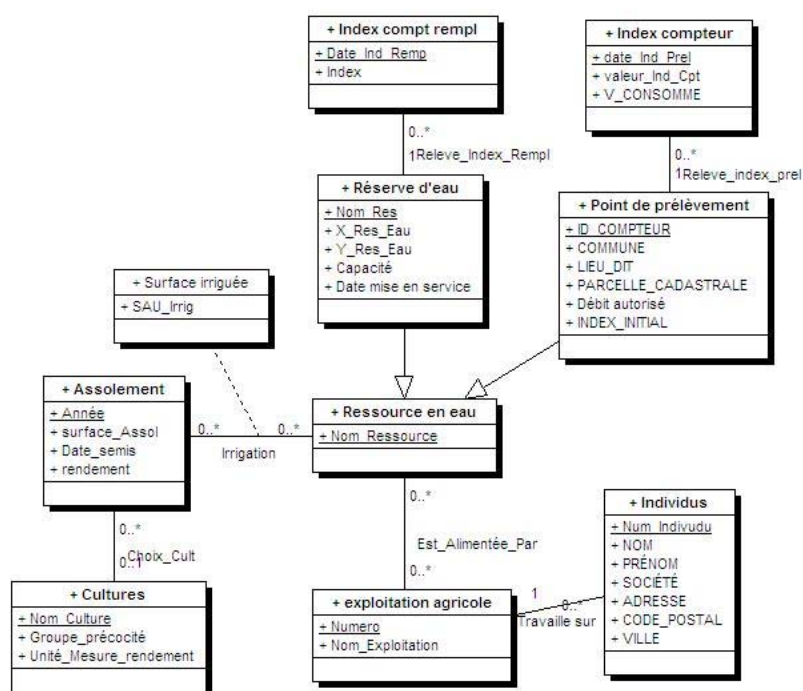 + Index compt rempl
+ Date_Ind_Remp
+ Index
0..*
1Releve_Index_Rempl
+ Index compteur
+ date_Ind_Prel
+ valeur_Ind_Cpt
+ V_CONSOMME
0..*
1Releve_index_prel
+ Réserve d'eau
+ Nom_Res
+ X_Res_Eau
+ Y_Res_Eau
+ Capacité
+ Date mise en service
+ Point de prélèvement
+ ID_COMPTEUR
+ COMMUNE
+ LIEU_DIT
+ PARCELLE_CADASTRALE
+ Débit autorisé
+ INDEX_INITIAL
+ Surface irriguée
+ SAU_Irrig
+ Assolement
+ Année
+ surface_Assol
+ Date_semis
+ rendement
0..* 0..*
Irrigation
+ Ressource en eau
+ Nom_Ressource
0..*
Est_Alimentée_Par
0..*
0..*
0..1
Choix_Cult
+ Cultures
+ Nom_Culture
+ Groupe_précocité
+ Unité_Mesure_rendement
+ exploitation agricole
+ Numero
+ Nom_Exploitation
1
0..*
Travaille sur
+ Individus
+ Num_Indivudu
+ NOM
+ PRÉNOM
+ SOCIÉTÉ
+ ADRESSE
+ CODE_POSTAL
+ VILLE